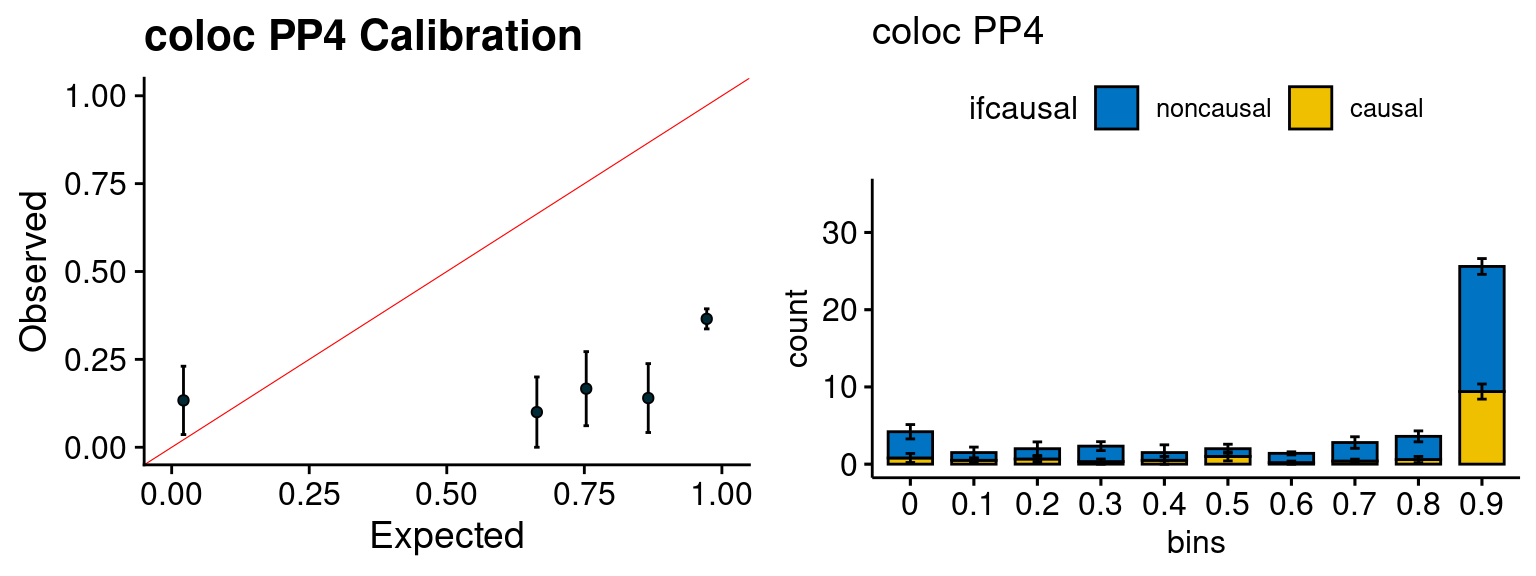 coloc PP4 Calibration
Observed
1.00
0.75
0.50
0.25
0.00
0.00 0.25 0.50 0.75 1.00
Expected
coloc PP4
ifcausal noncausal causal
count
30
20
10
0
0 0.1 0.2 0.3 0.4 0.5 0.6 0.7 0.8 0.9
bins